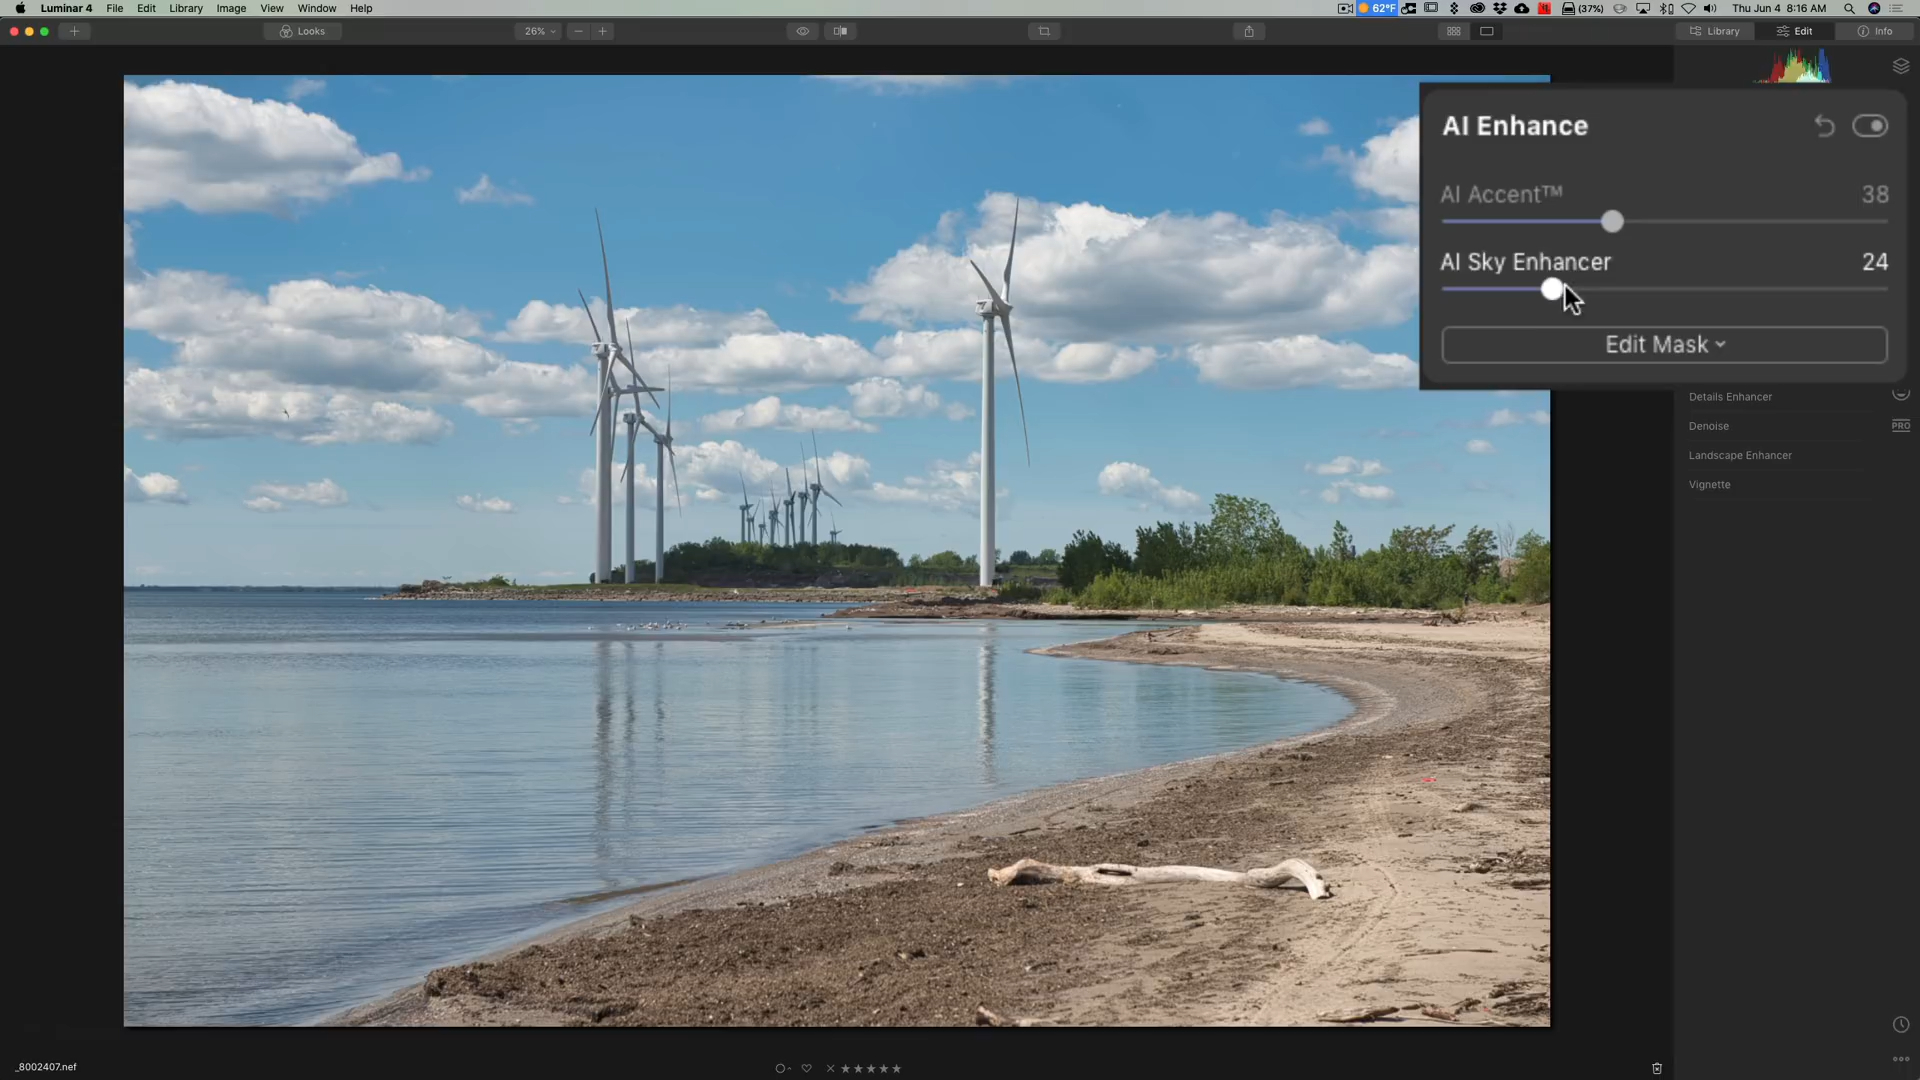 Luminar 4 File Edit Library Image View Window Help 62°F (37%) Thu Jun 4 8:16 AM
Looks 26% Library Edit Info
AI Enhance
AI Accent™ 38
AI Sky Enhancer 24
Edit Mask
Details Enhancer
Denoise PRO
Landscape Enhancer
Vignette
_8002407.nef